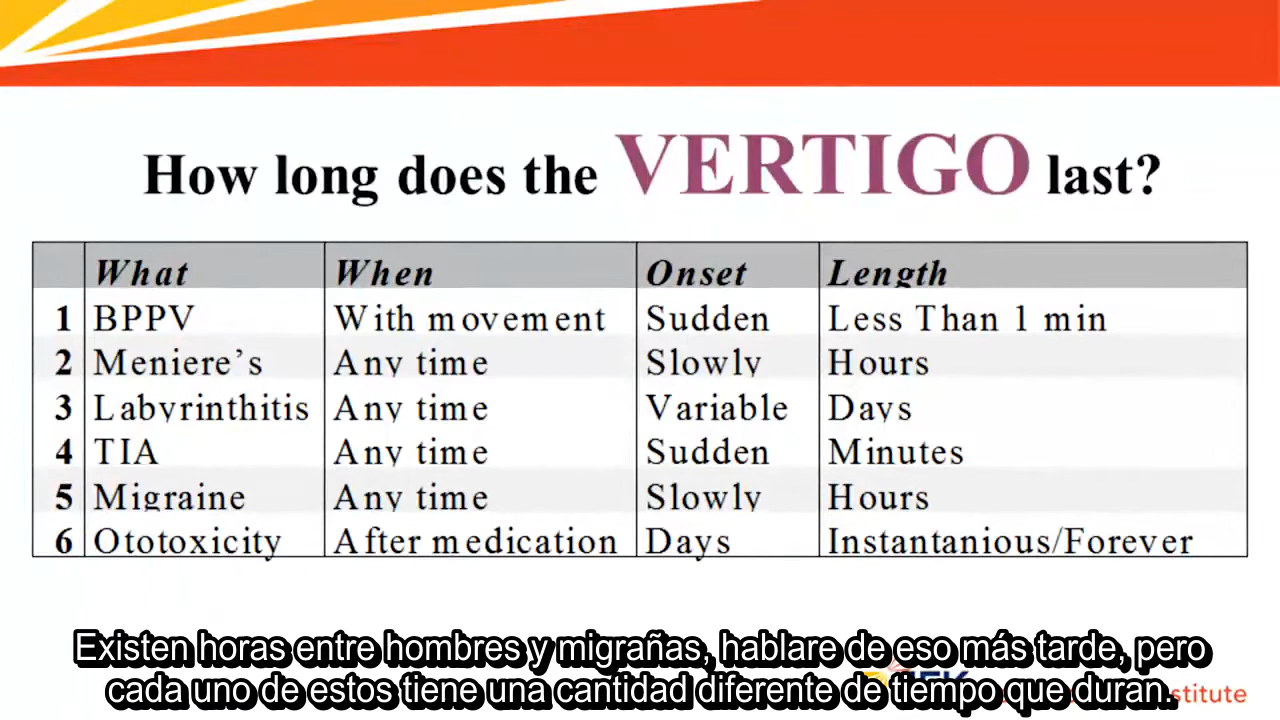 How long does the VERTIGO last?
What When Onset Length
1 BPPV With movement Sudden Less Than 1 min
2 Meniere's Any time Slowly Hours
3 Labyrinthitis Any time Variable Days
4 TIA Any time Sudden Minutes
5 Migraine Any time Slowly Hours
6 Ototoxicity After medication Days Instantanious/Forever
Existen horas entre hombres y migrañas, hablare de eso más tarde, pero
cada uno de estos tiene una cantidad diferente de tiempo que duran.